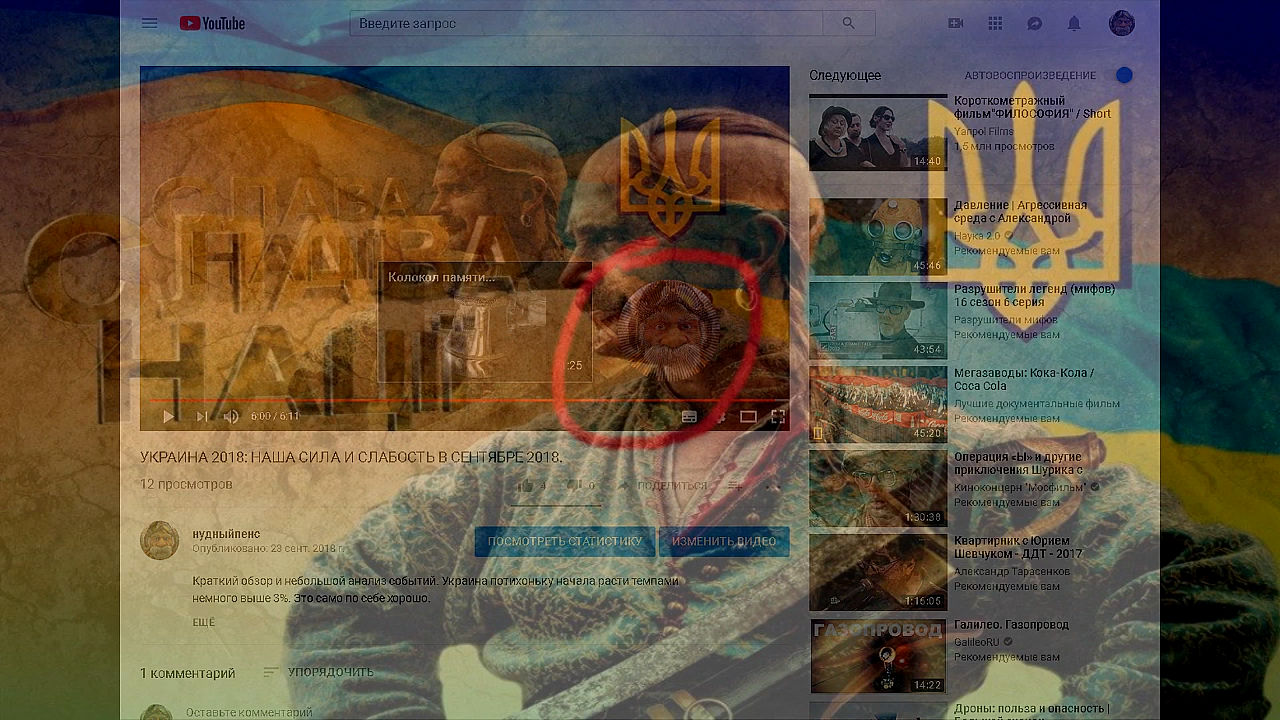 YouTube
Введите запрос
Следующее
АВТОВОСПРОИЗВЕДЕНИЕ
Короткометражный
фильм"ФИЛОСОФИЯ" / Short
Yanpol Films
1,5 млн просмотров
14:40
Давление | Агрессивная
среда с Александрой
Наука 2.0
Рекомендуемые вам
45:46
Разрушители легенд (мифов)
16 сезон 6 серия
Разрушители мифов
Рекомендуемые вам
43:54
Мегазаводы: Кока-Кола /
Coca Cola
Лучшие документальные фильм
Рекомендуемые вам
45:20
Операция «Ы» и другие
приключения Шурика с
Киноконцерн "Мосфильм"
Рекомендуемые вам
1:30:38
Квартирник с Юрием
Шевчуком - ДДТ - 2017
Александр Тарасенков
Рекомендуемые вам
1:16:05
ГАЗОПРОВОД
Галилео. Газопровод
GalileoRU
Рекомендуемые вам
14:22
Дроны: польза и опасность |
СЛАВА
СЛАВА
НАЦІ
Колокол памяти...
:25
6:00 / 6:11
УКРАИНА 2018: НАША СИЛА И СЛАБОСТЬ В СЕНТЯБРЕ 2018.
12 просмотров
4
0
ПОДЕЛИТЬСЯ
нудныйпенс
Опубликовано: 23 сент. 2018 г.
ПОСМОТРЕТЬ СТАТИСТИКУ
ИЗМЕНИТЬ ВИДЕО
Краткий обзор и небольшой анализ событий. Украина потихоньку начала расти темпами
немного выше 3%. Это само по себе хорошо.
ЕЩЁ
1 комментарий
УПОРЯДОЧИТЬ
Оставьте комментарий